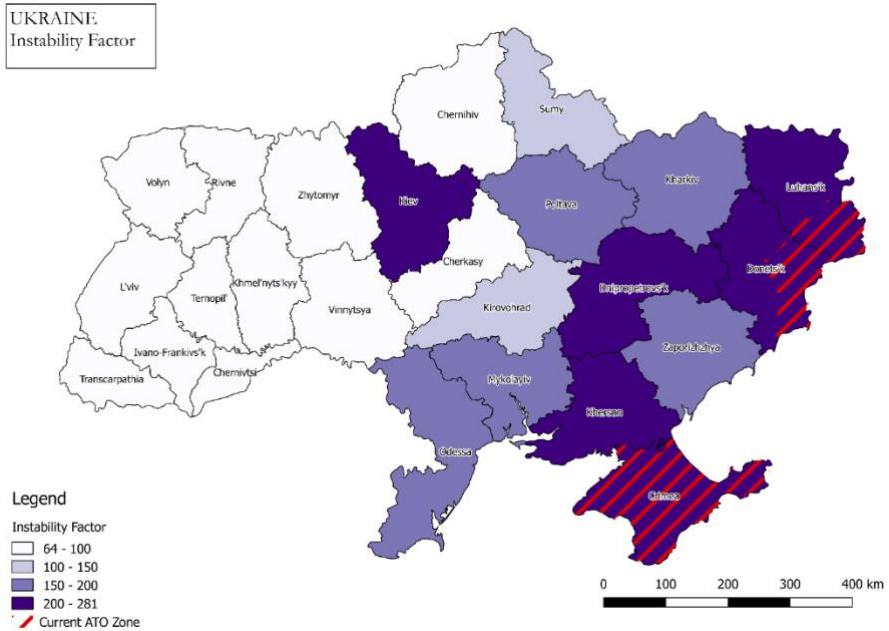 UKRAINE
Instability Factor
Chernihiv
Sumy
Volyn
Rivne
Zhytomyr
Kiev
Poltava
Kharkiv
Luhans'k
L'viv
Ternopil'
Khmel'nyts'kyy
Vinnytsya
Cherkasy
Kirovohrad
Dnipropetrovs'k
Donets'k
Ivano-Frankivs'k
Transcarpathia
Chernivtsi
Mykolayiv
Zaporizhzhya
Kherson
Odessa
Crimea
Legend
Instability Factor
64 - 100
100 - 150
150 - 200
200 - 281
Current ATO Zone
0 100 200 300 400 km